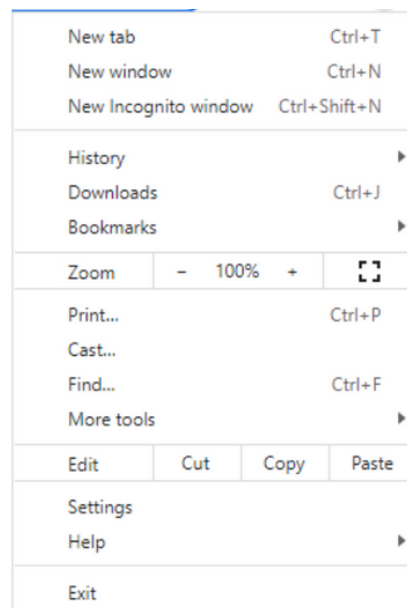 New tab Ctrl+T
New window Ctrl+N
New Incognito window Ctrl+Shift+N
History
Downloads Ctrl+J
Bookmarks
Zoom − 100% +
Print... Ctrl+P
Cast...
Find... Ctrl+F
More tools
Edit Cut Copy Paste
Settings
Help
Exit